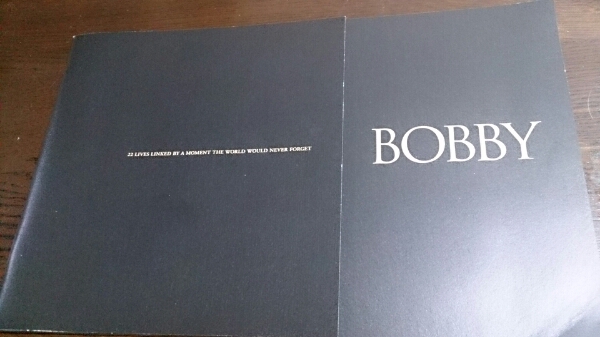 22 LIVES LINKED BY A MOMENT THE WORLD WOULD NEVER FORGET
BOBBY